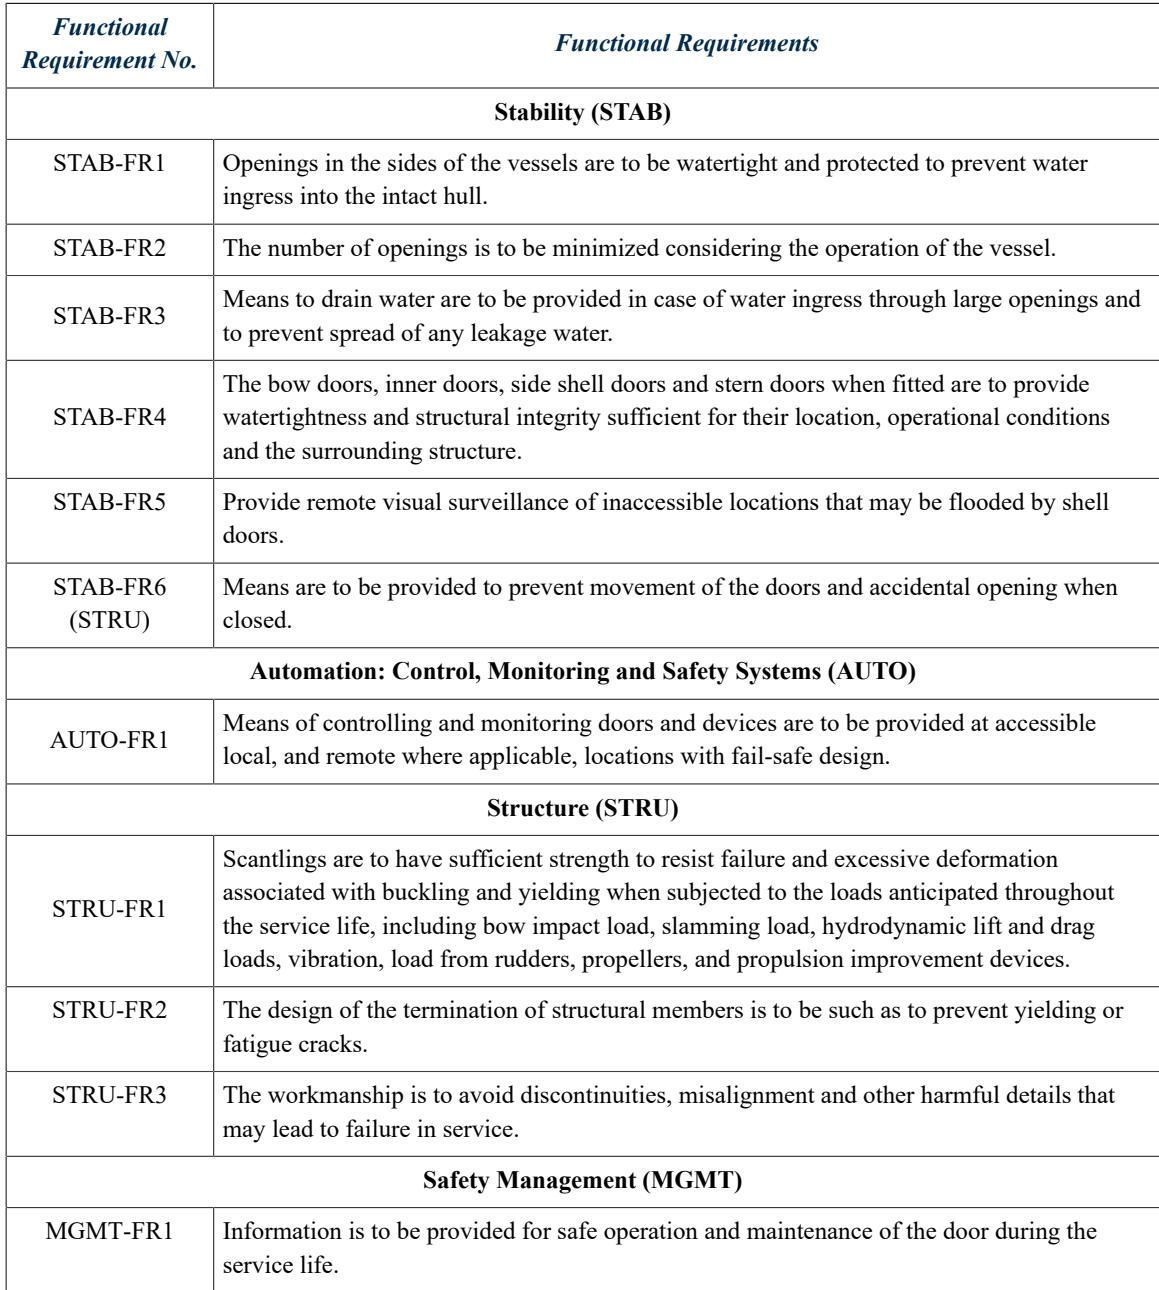 Functional
Requirement No.
Functional Requirements
Stability (STAB)
STAB-FR1
Openings in the sides of the vessels are to be watertight and protected to prevent water
ingress into the intact hull.
STAB-FR2
The number of openings is to be minimized considering the operation of the vessel.
STAB-FR3
Means to drain water are to be provided in case of water ingress through large openings and
to prevent spread of any leakage water.
STAB-FR4
The bow doors, inner doors, side shell doors and stern doors when fitted are to provide
watertightness and structural integrity sufficient for their location, operational conditions
and the surrounding structure.
STAB-FR5
Provide remote visual surveillance of inaccessible locations that may be flooded by shell
doors.
STAB-FR6
(STRU)
Means are to be provided to prevent movement of the doors and accidental opening when
closed.
Automation: Control, Monitoring and Safety Systems (AUTO)
AUTO-FR1
Means of controlling and monitoring doors and devices are to be provided at accessible
local, and remote where applicable, locations with fail-safe design.
Structure (STRU)
STRU-FR1
Scantlings are to have sufficient strength to resist failure and excessive deformation
associated with buckling and yielding when subjected to the loads anticipated throughout
the service life, including bow impact load, slamming load, hydrodynamic lift and drag
loads, vibration, load from rudders, propellers, and propulsion improvement devices.
STRU-FR2
The design of the termination of structural members is to be such as to prevent yielding or
fatigue cracks.
STRU-FR3
The workmanship is to avoid discontinuities, misalignment and other harmful details that
may lead to failure in service.
Safety Management (MGMT)
MGMT-FR1
Information is to be provided for safe operation and maintenance of the door during the
service life.